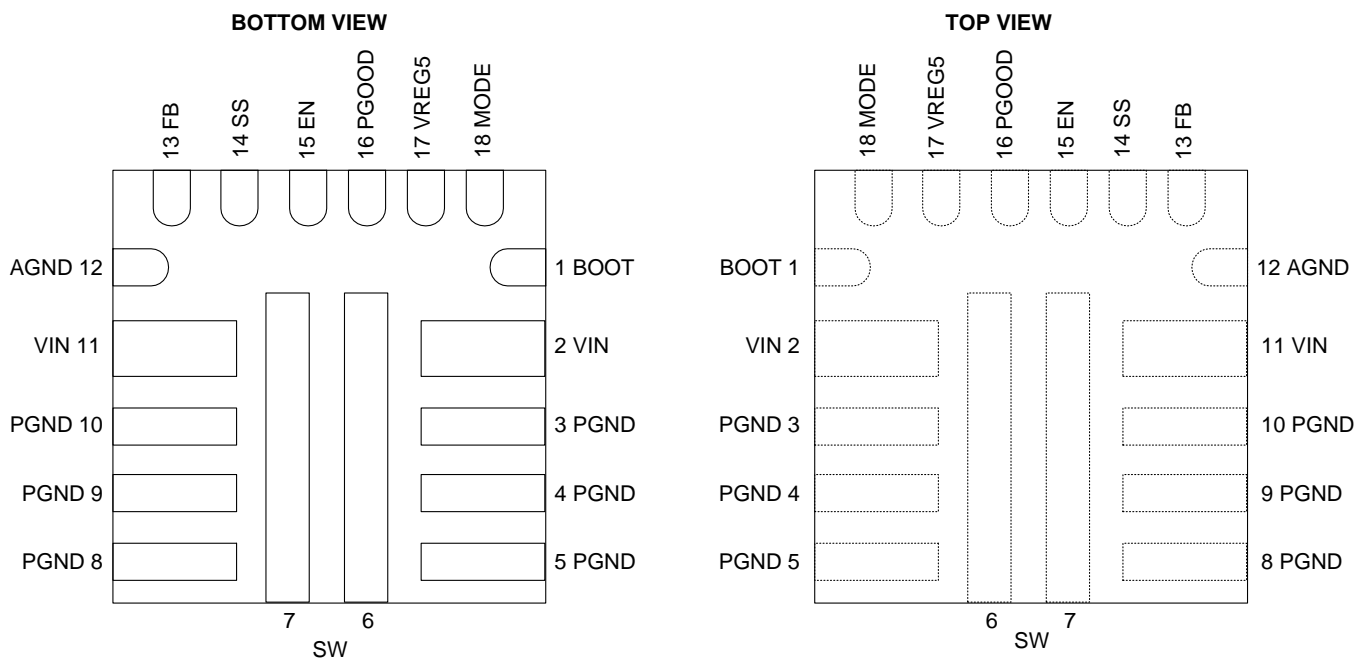 BOTTOM VIEW
13 FB
14 SS
15 EN
16 PGOOD
17 VREG5
18 MODE
AGND 12
1 BOOT
VIN 11
2 VIN
PGND 10
3 PGND
PGND 9
4 PGND
PGND 8
5 PGND
7
6
SW
TOP VIEW
18 MODE
17 VREG5
16 PGOOD
15 EN
14 SS
13 FB
BOOT 1
12 AGND
VIN 2
11 VIN
PGND 3
10 PGND
PGND 4
9 PGND
PGND 5
8 PGND
6
7
SW